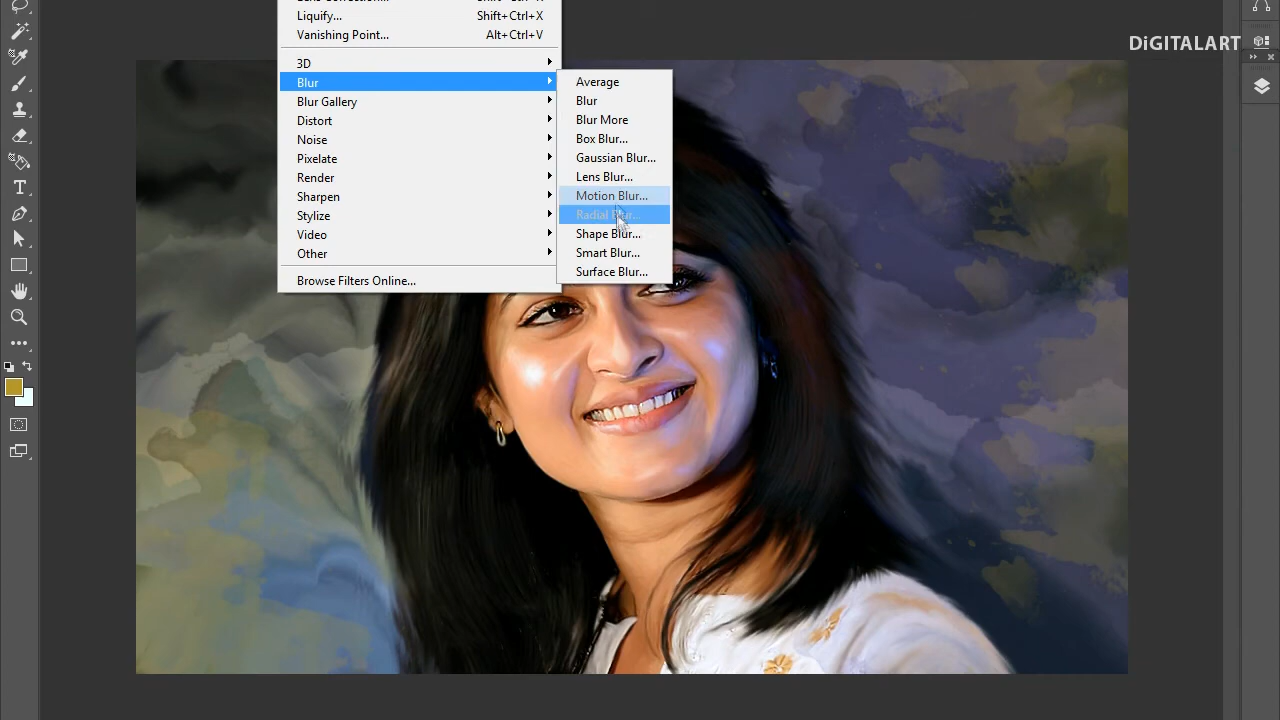 Liquify... Shift+Ctrl+X
Vanishing Point... Alt+Ctrl+V
3D
Blur
Blur Gallery
Distort
Noise
Pixelate
Render
Sharpen
Stylize
Video
Other
Browse Filters Online...
Average
Blur
Blur More
Box Blur...
Gaussian Blur...
Lens Blur...
Motion Blur...
Radial Blur...
Shape Blur...
Smart Blur...
Surface Blur...
DiGITALART
T